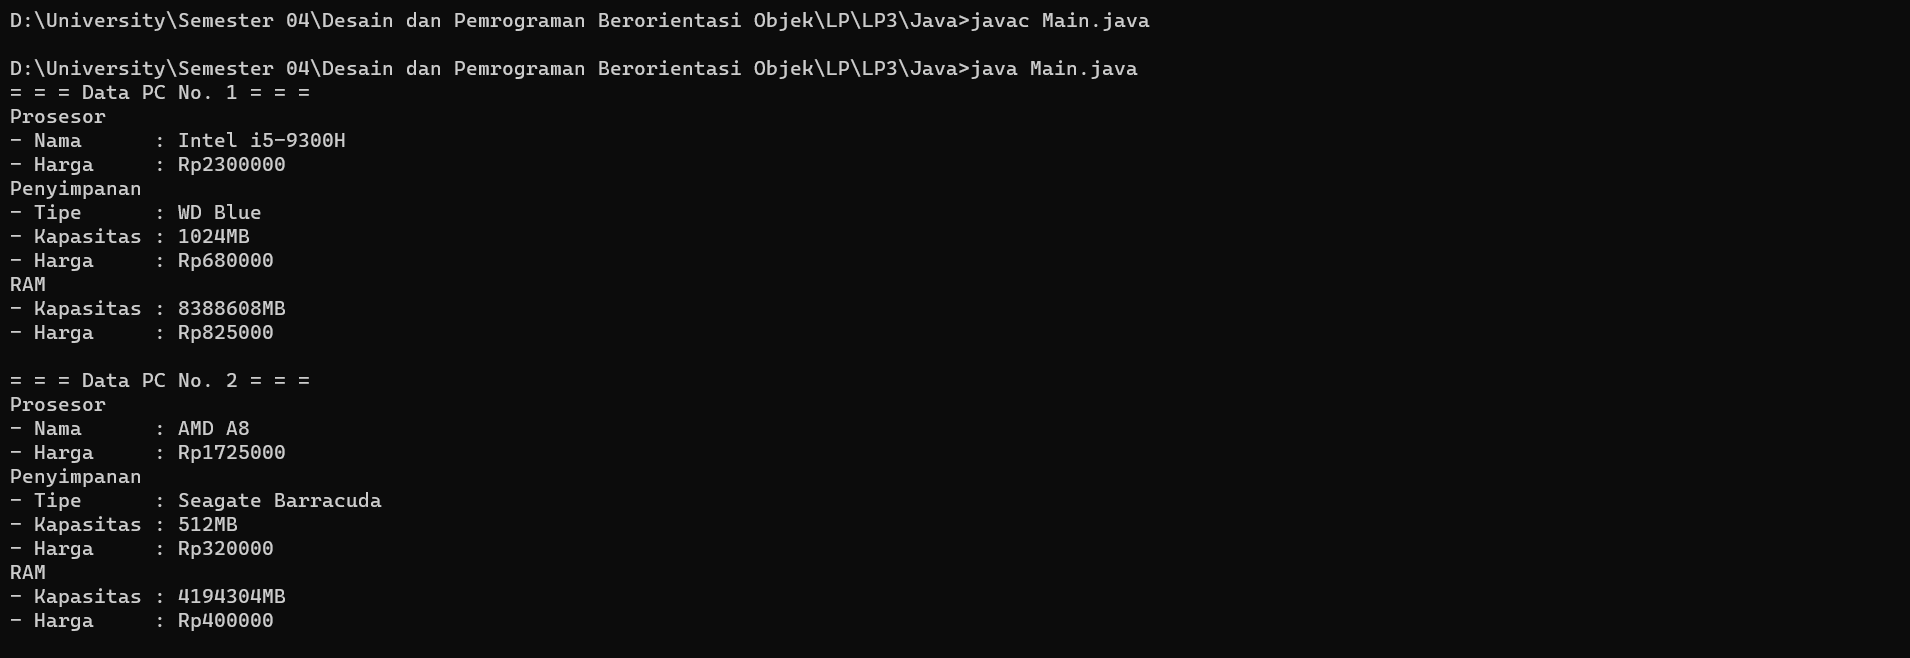 D:\University\Semester 04\Desain dan Pemrograman Berorientasi Objek\LP\LP3\Java>javac Main.java
D:\University\Semester 04\Desain dan Pemrograman Berorientasi Objek\LP\LP3\Java>java Main.java
= = = Data PC No. 1 = = =
Prosesor
- Nama      : Intel i5-9300H
- Harga     : Rp2300000
Penyimpanan
- Tipe      : WD Blue
- Kapasitas : 1024MB
- Harga     : Rp680000
RAM
- Kapasitas : 8388608MB
- Harga     : Rp825000
= = = Data PC No. 2 = = =
Prosesor
- Nama      : AMD A8
- Harga     : Rp1725000
Penyimpanan
- Tipe      : Seagate Barracuda
- Kapasitas : 512MB
- Harga     : Rp320000
RAM
- Kapasitas : 4194304MB
- Harga     : Rp400000